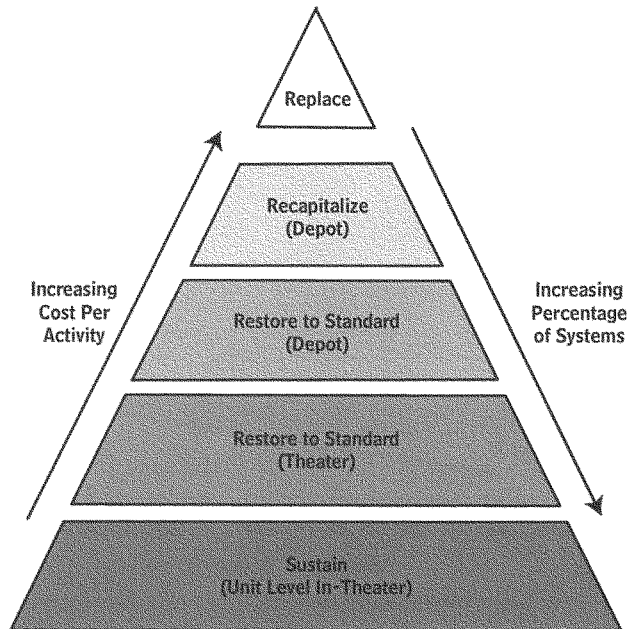 Replace
Recapitalize
(Depot)
Increasing
Cost Per
Activity
Increasing
Percentage
of Systems
Restore to Standard
(Depot)
Restore to Standard
(Theater)
Sustain
(Unit Level In-Theater)